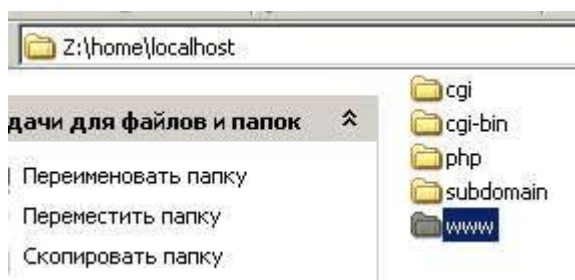 Z:\home\localhost
дачи для файлов и папок
Переименовать папку
Переместить папку
Скопировать папку
cgi
cgi-bin
php
subdomain
www